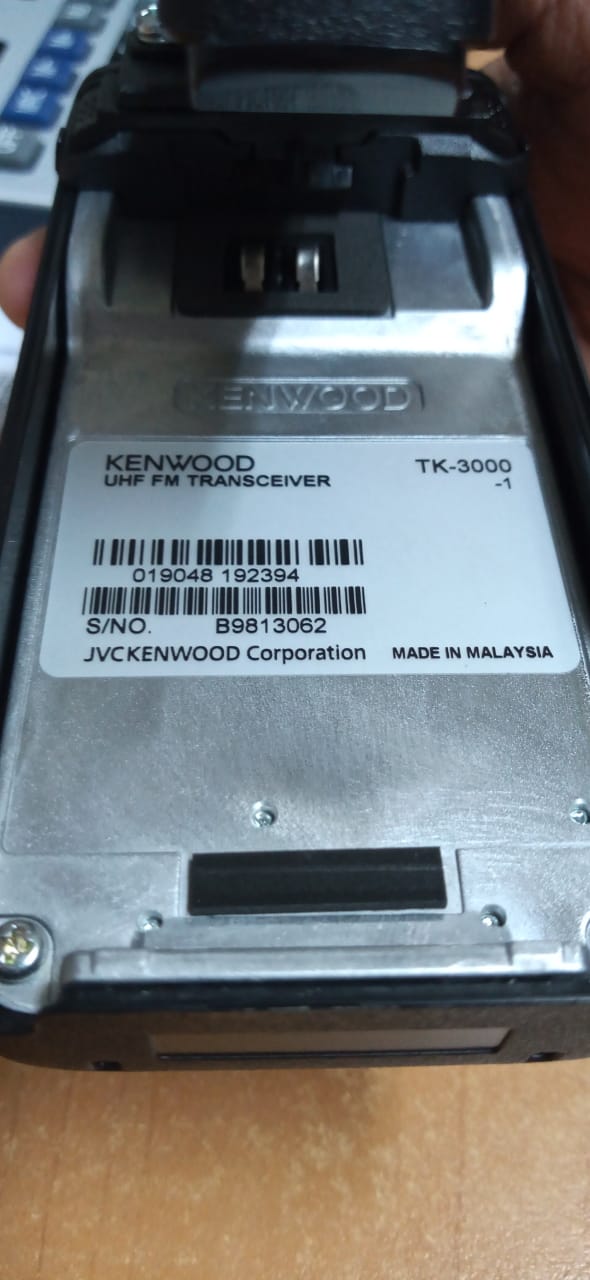 KENWOOD
KENWOOD TK-3000
UHF FM TRANSCEIVER -1
019048 192394
S/NO. B9813062
JVCKENWOOD Corporation MADE IN MALAYSIA